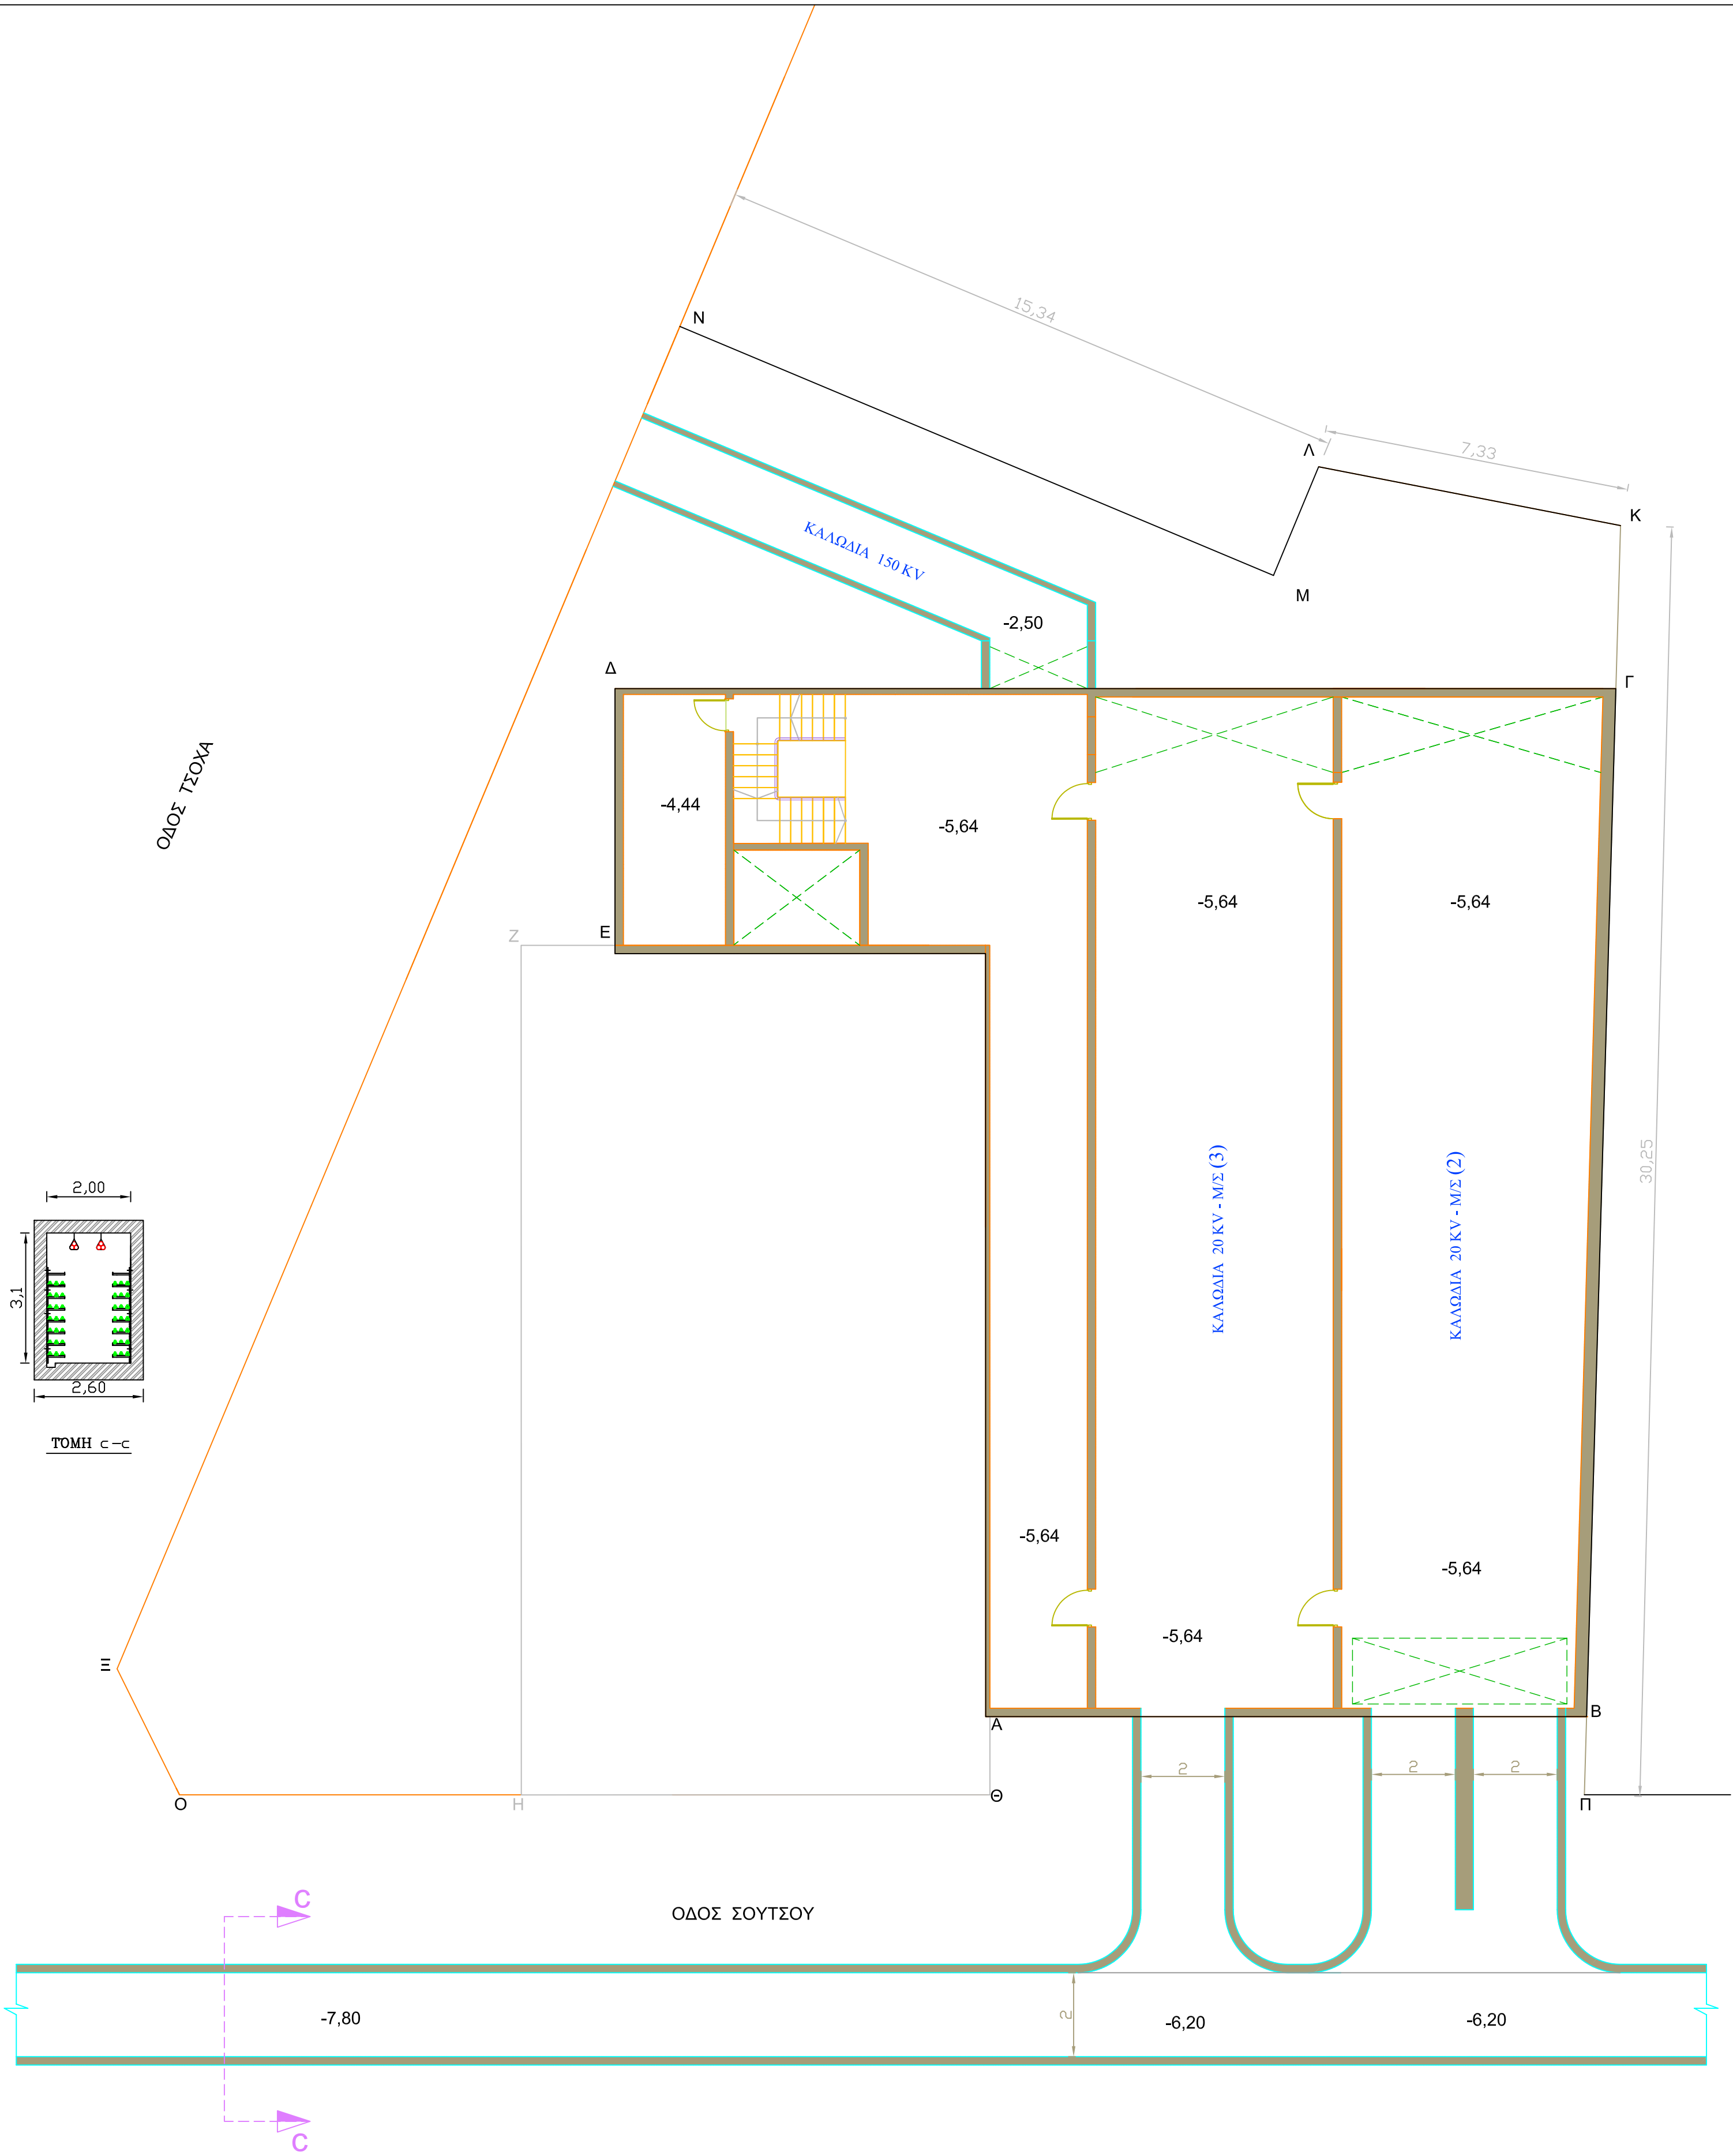 15,34
Ν
7,33
Λ
Κ
ΚΑΛΩΔΙΑ 150 KV
Μ
-2,50
Δ
Γ
ΟΔΟΣ ΤΣΟΧΑ
-4,44
-5,64
-5,64
-5,64
Ζ
Ε
30,25
ΚΑΛΩΔΙΑ 20 KV - Μ/Σ (3)
ΚΑΛΩΔΙΑ 20 KV - Μ/Σ (2)
2,00
3,1
2,60
ΤΟΜΗ c-c
-5,64
-5,64
-5,64
Ξ
Α
Β
2
2
2
Ο
Η
Θ
Π
C
ΟΔΟΣ ΣΟΥΤΣΟΥ
-7,80
2
-6,20
-6,20
C